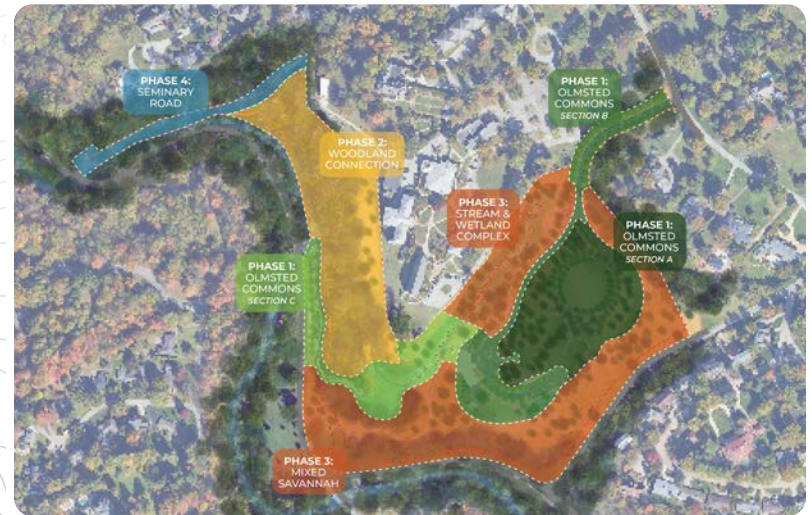 PHASE 4:
SEMINARY
ROAD
PHASE 1:
OLMSTED
COMMONS
SECTION B
PHASE 2:
WOODLAND
CONNECTION
PHASE 3:
STREAM &
WETLAND
COMPLEX
PHASE 1:
OLMSTED
COMMONS
SECTION A
PHASE 1:
OLMSTED
COMMONS
SECTION C
PHASE 3:
MIXED
SAVANNAH